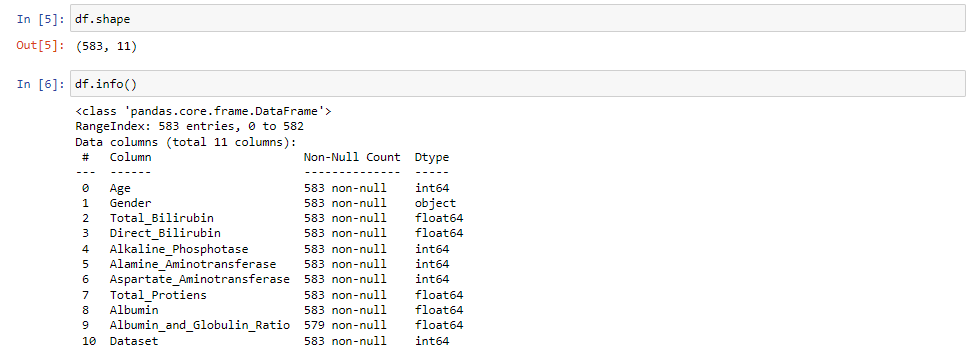 In [5]: df.shape
Out[5]: (583, 11)
In [6]: df.info()
<class 'pandas.core.frame.DataFrame'>
RangeIndex: 583 entries, 0 to 582
Data columns (total 11 columns):
 #   Column                      Non-Null Count  Dtype
---  ------                      --------------  -----
 0   Age                         583 non-null    int64
 1   Gender                      583 non-null    object
 2   Total_Bilirubin             583 non-null    float64
 3   Direct_Bilirubin            583 non-null    float64
 4   Alkaline_Phosphotase        583 non-null    int64
 5   Alamine_Aminotransferase    583 non-null    int64
 6   Aspartate_Aminotransferase  583 non-null    int64
 7   Total_Protiens              583 non-null    float64
 8   Albumin                     583 non-null    float64
 9   Albumin_and_Globulin_Ratio  579 non-null    float64
 10  Dataset                     583 non-null    int64